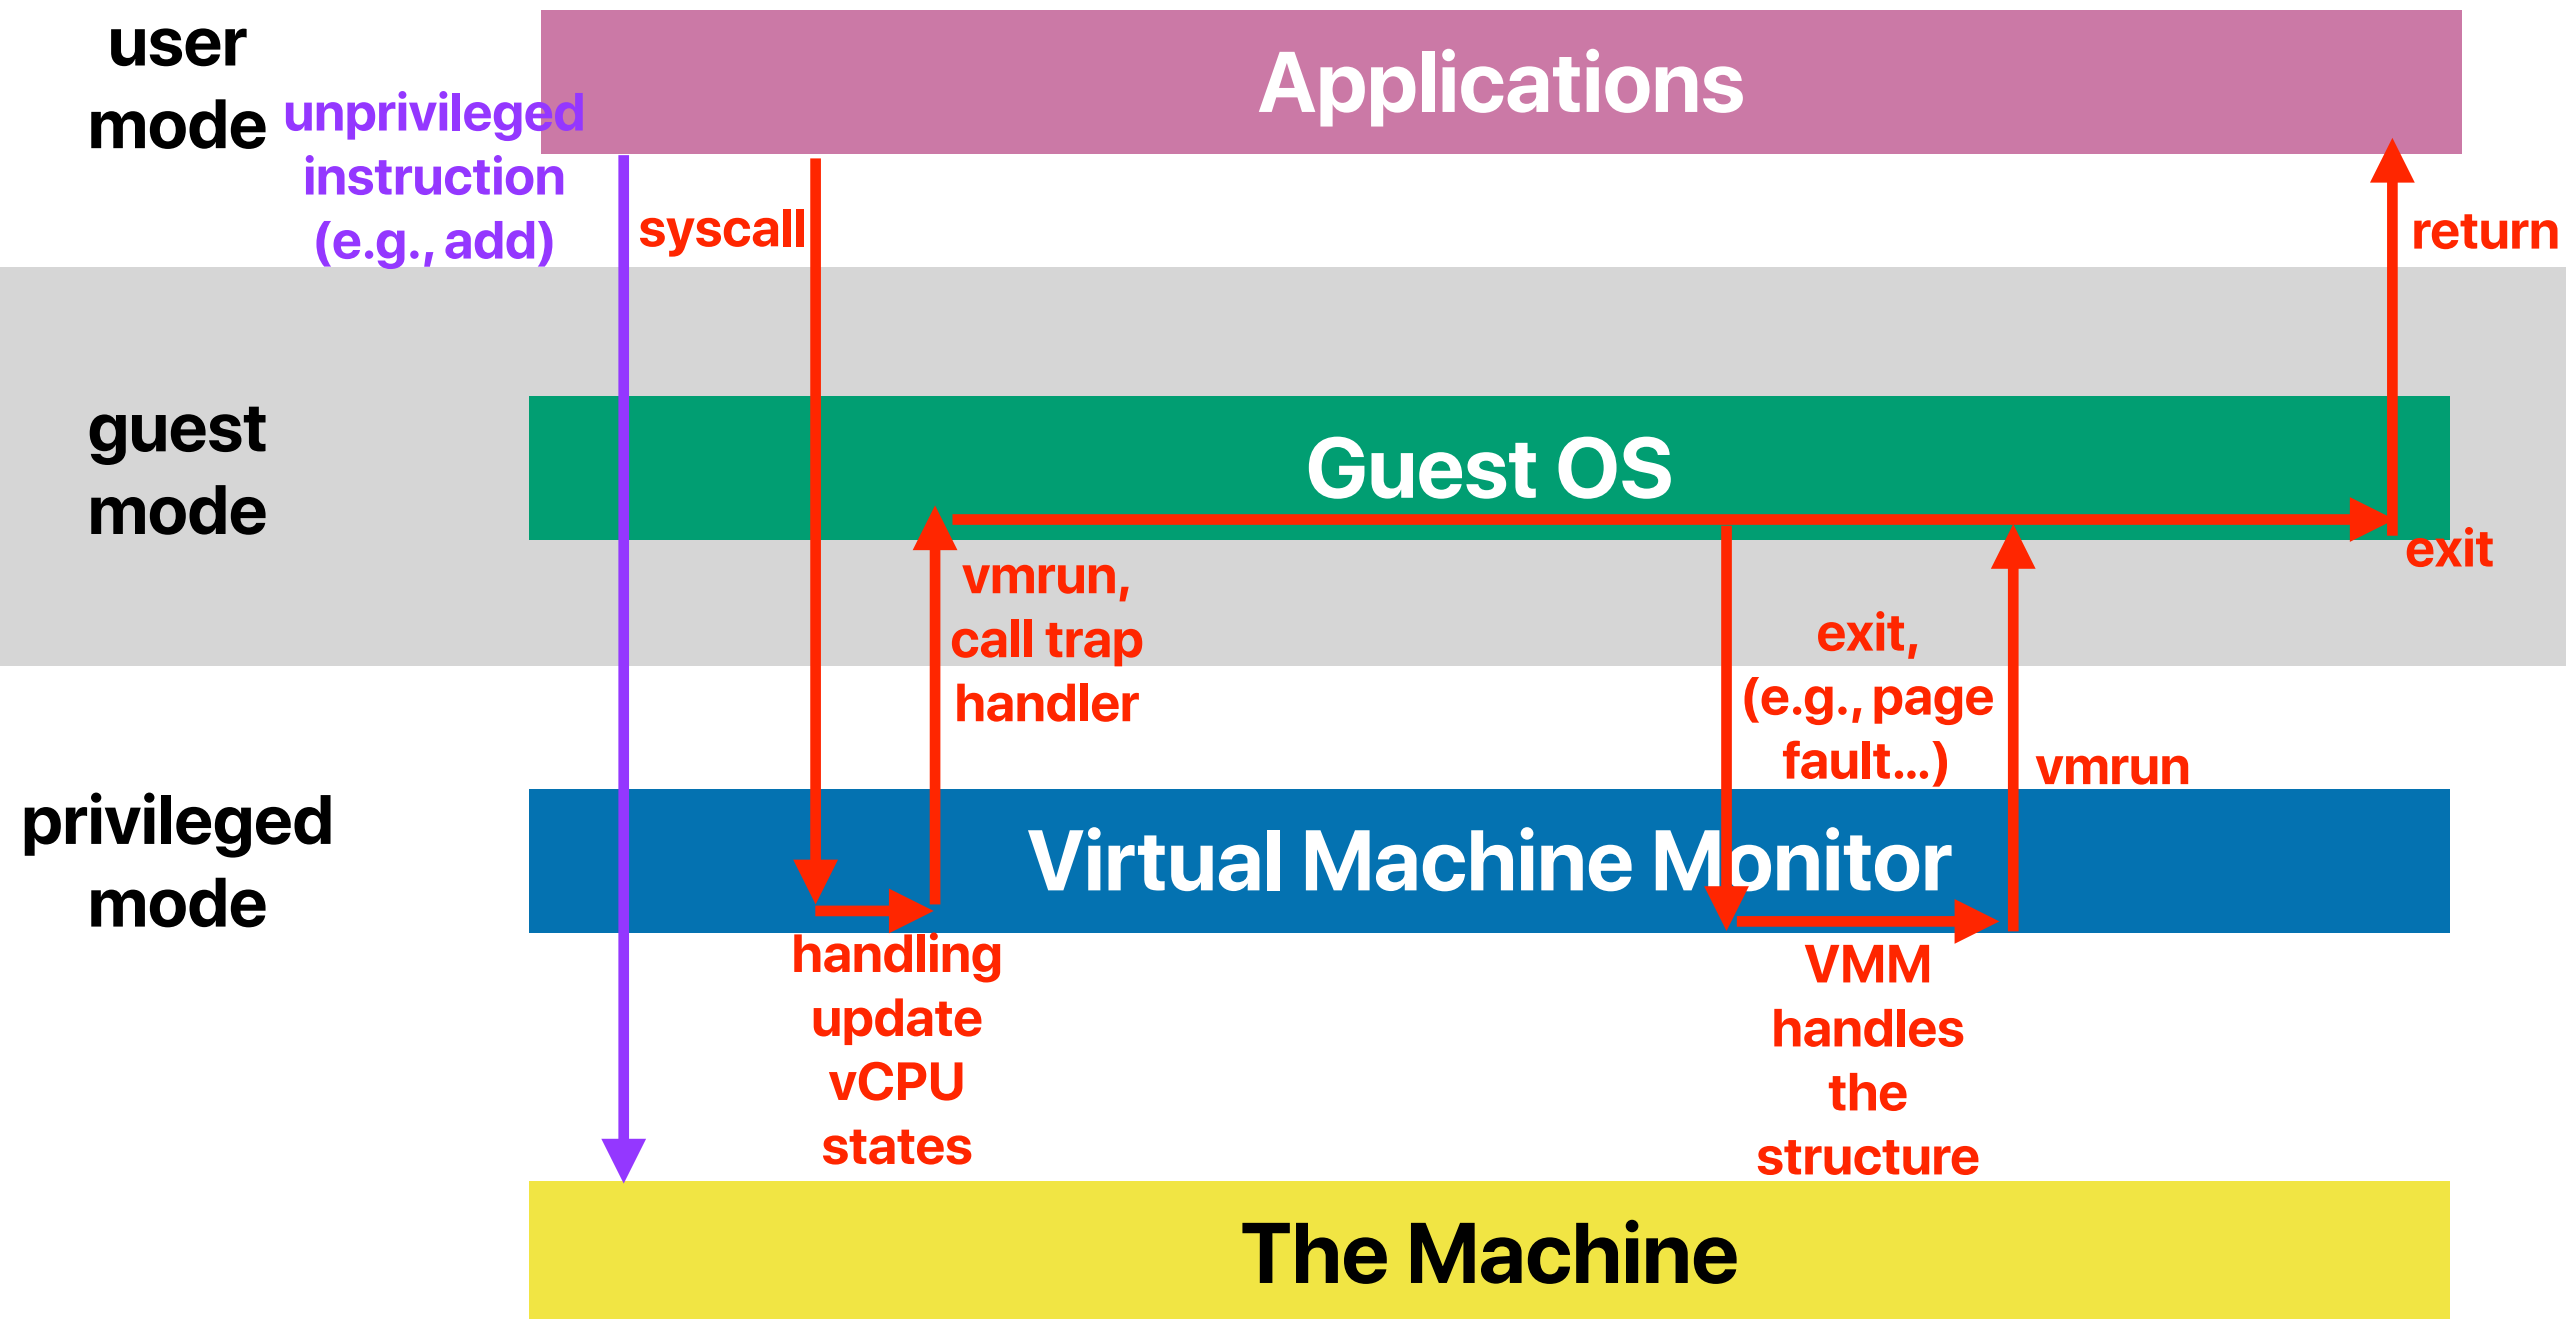 user
mode
Applications
unprivileged
instruction
(e.g., add)
syscall
return
guest
mode
Guest OS
exit
vmrun,
call trap
handler
exit,
(e.g., page
fault...)
vmrun
privileged
mode
Virtual Machine Monitor
handling
update
vCPU
states
VMM
handles
the
structure
The Machine